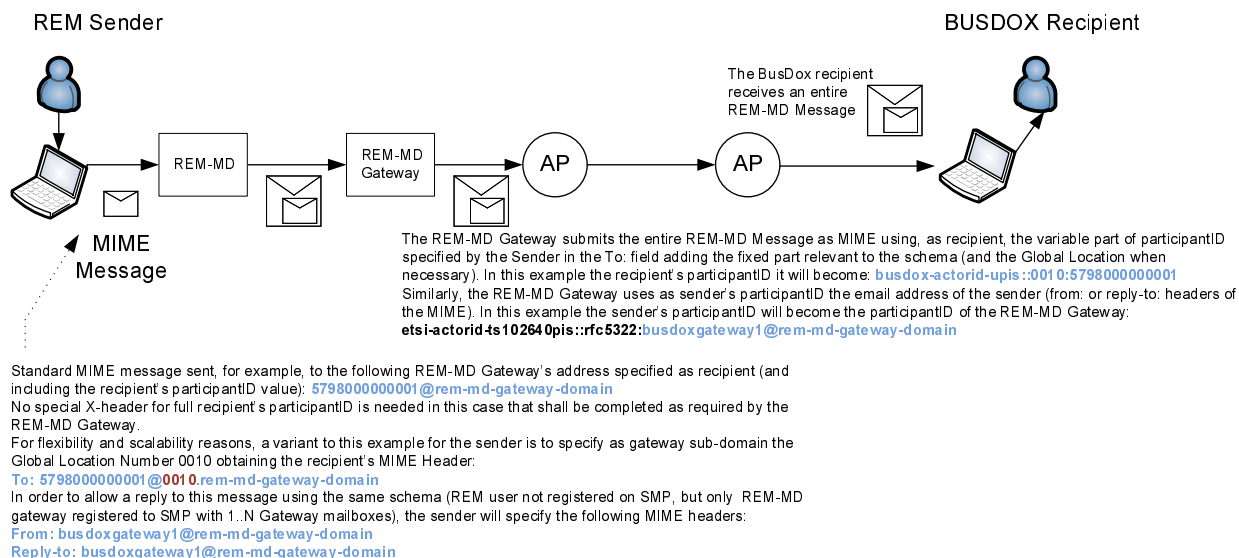 REM Sender
BUSDOX Recipient
The BusDox recipient
receives an entire
REM-MD Message
REM-MD
REM-MD
Gateway
AP
AP
MIME
Message
The REM-MD Gateway submits the entire REM-MD Message as MIME using, as recipient, the variable part of participantID
specified by the Sender in the To: field adding the fixed part relevant to the schema (and the Global Location when
necessary). In this example the recipient's participantID it will become: busdox-actorid-upis::0010:5798000000001
Similarly, the REM-MD Gateway uses as sender's participantID the email address of the sender (from: or reply-to: headers of
the MIME). In this example the sender's participantID will become the participantID of the REM-MD Gateway:
etsi-actorid-ts102640pis::rfc5322:busdoxgateway1@rem-md-gateway-domain
Standard MIME message sent, for example, to the following REM-MD Gateway's address specified as recipient (and
including the recipient's participantID value): 5798000000001@rem-md-gateway-domain
No special X-header for full recipient's participantID is needed in this case that shall be completed as required by the
REM-MD Gateway.
For flexibility and scalability reasons, a variant to this example for the sender is to specify as gateway sub-domain the
Global Location Number 0010 obtaining the recipient's MIME Header:
To: 5798000000001@0010.rem-md-gateway-domain
In order to allow a reply to this message using the same schema (REM user not registered on SMP, but only REM-MD
gateway registered to SMP with 1..N Gateway mailboxes), the sender will specify the following MIME headers:
From: busdoxgateway1@rem-md-gateway-domain
Reply-to: busdoxgateway1@rem-md-gateway-domain